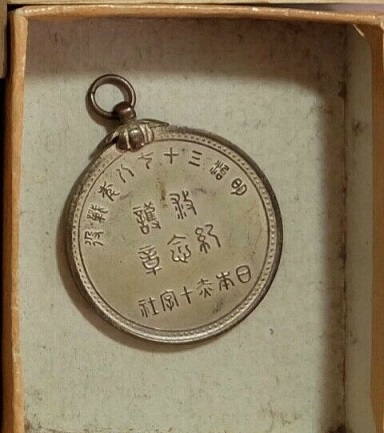 明治三十七八年戰役
救護
紀念章
日本赤十字社